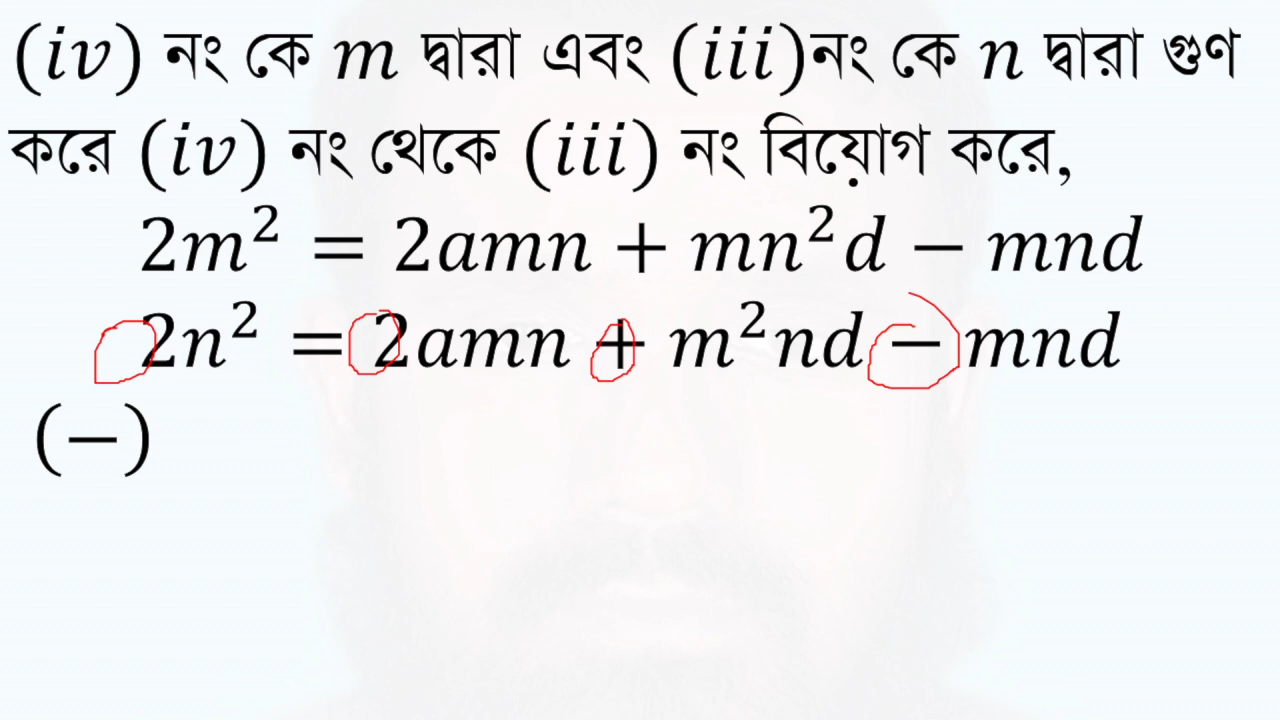 (iv) নং কে m দ্বারা এবং (iii)নং কে n দ্বারা গুণ
করে (iv) নং থেকে (iii) নং বিয়োগ করে,
2m² = 2amn + mn²d − mnd
2n² = 2amn + m²nd − mnd
(−)